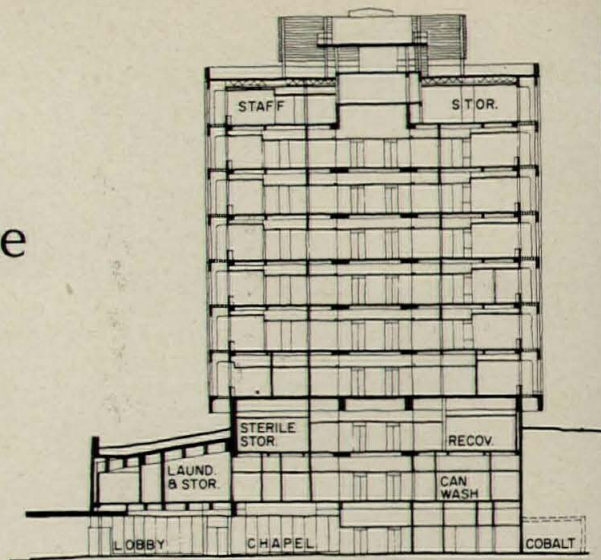 e
STAFF
STOR.
STERILE
STOR.
RECOV.
LAUND.
& STOR.
CAN
WASH
LOBBY
CHAPEL
COBALT